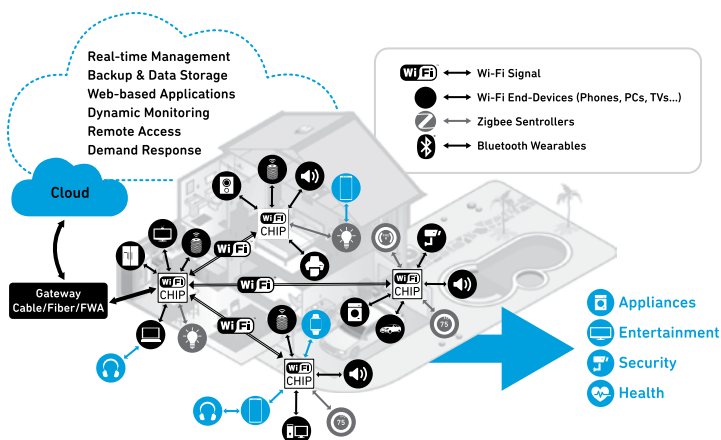 Real-time Management
Backup & Data Storage
Web-based Applications
Dynamic Monitoring
Remote Access
Demand Response
Cloud
Gateway
Cable/Fiber/FWA
Wi Fi Wi-Fi Signal
Wi-Fi End-Devices (Phones, PCs, TVs...)
Z Zigbee Sentrollers
Bluetooth Wearables
Wi Fi
CHIP
Wi Fi
Wi Fi
CHIP
Wi Fi
Wi Fi
CHIP
75
Wi Fi
Wi Fi
CHIP
75
Appliances
Entertainment
Security
Health